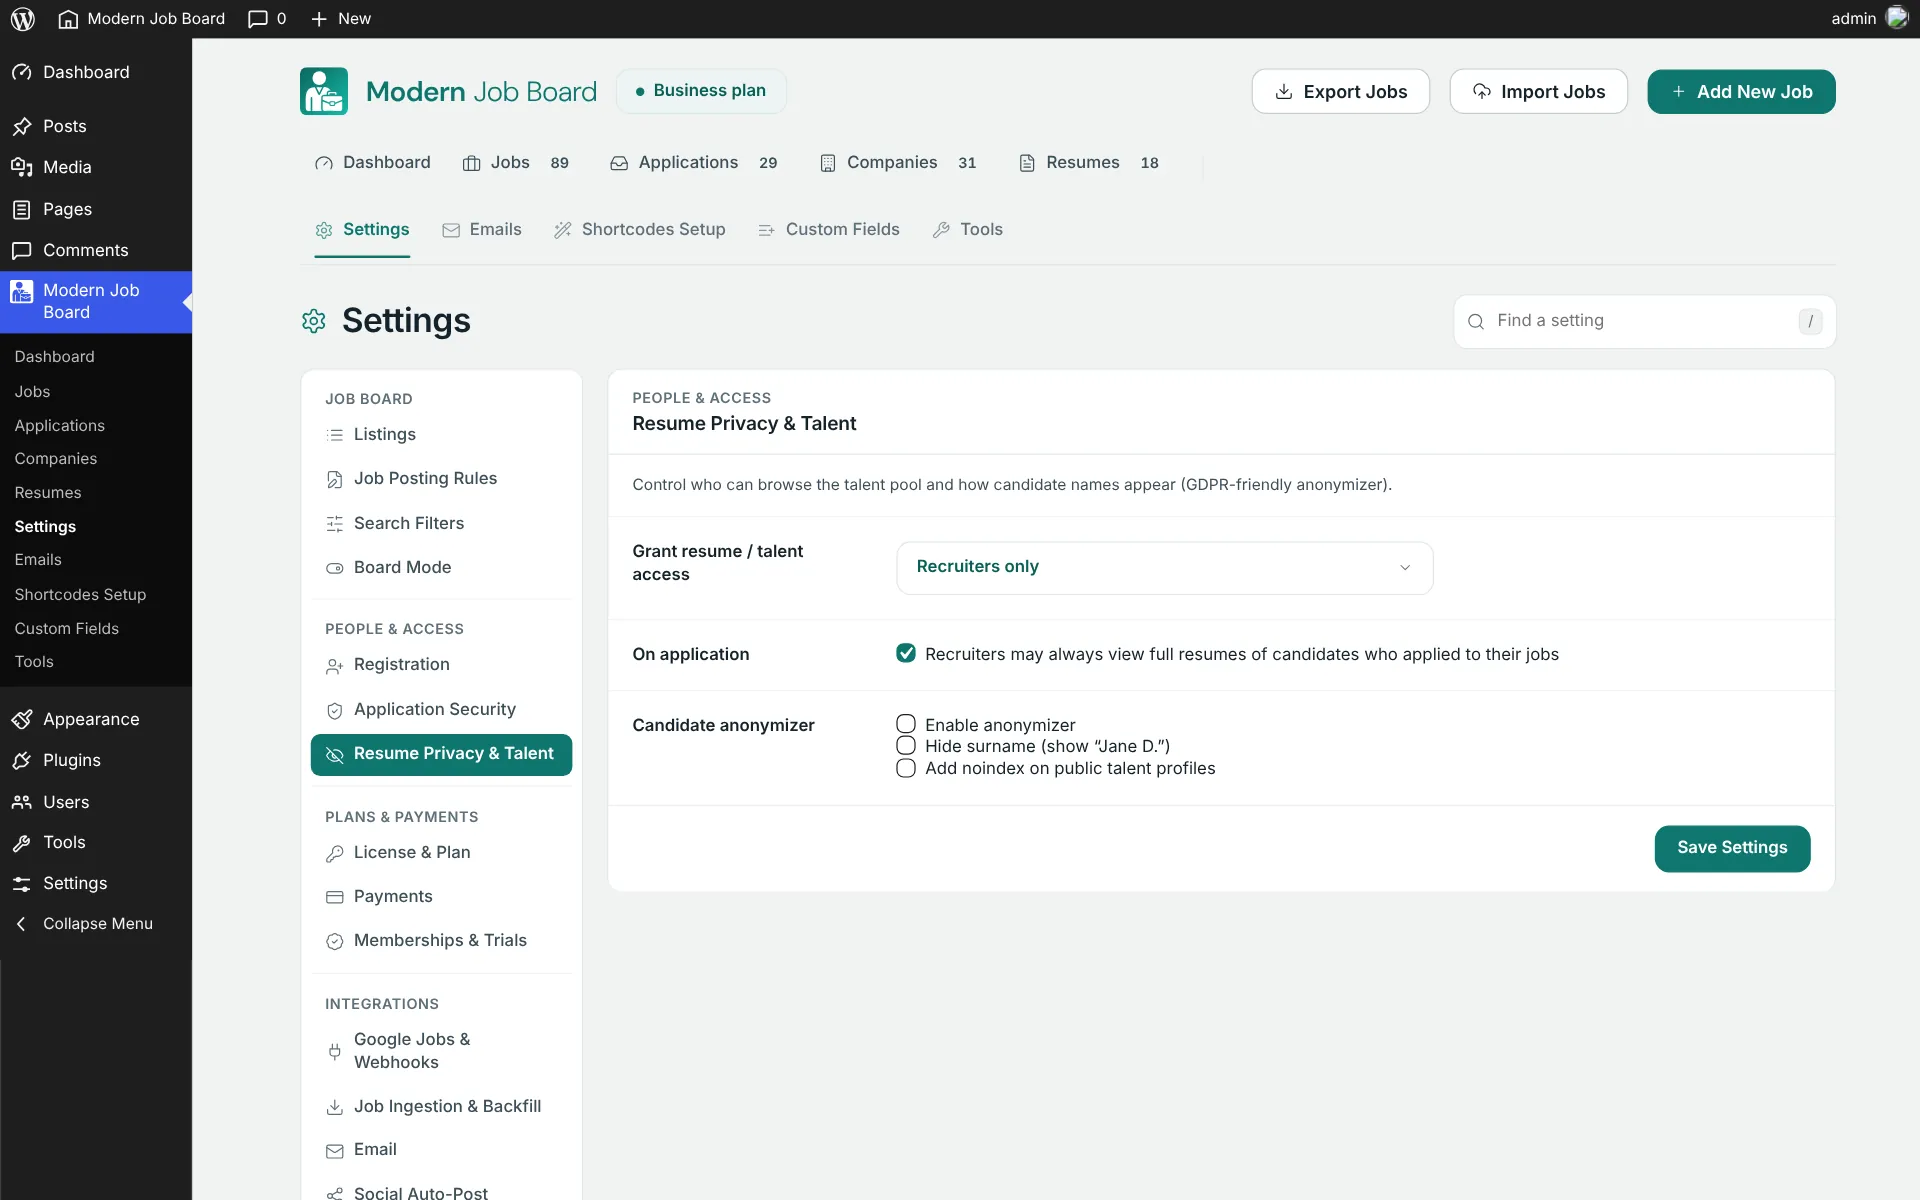 Modern Job Board
0
New
admin
Dashboard
Posts
Media
Pages
Comments
Modern Job
Board
Dashboard
Jobs
Applications
Companies
Resumes
Settings
Emails
Shortcodes Setup
Custom Fields
Tools
Appearance
Plugins
Users
Tools
Settings
Collapse Menu
Modern Job Board
Business plan
Export Jobs
Import Jobs
Add New Job
Dashboard
Jobs 89
Applications 29
Companies 31
Resumes 18
Settings
Emails
Shortcodes Setup
Custom Fields
Tools
Settings
Find a setting
/
JOB BOARD
Listings
Job Posting Rules
Search Filters
Board Mode
PEOPLE & ACCESS
Registration
Application Security
Resume Privacy & Talent
PLANS & PAYMENTS
License & Plan
Payments
Memberships & Trials
INTEGRATIONS
Google Jobs &
Webhooks
Job Ingestion & Backfill
Email
Social Auto-Post
PEOPLE & ACCESS
Resume Privacy & Talent
Control who can browse the talent pool and how candidate names appear (GDPR-friendly anonymizer).
Grant resume / talent
access
Recruiters only
On application
Recruiters may always view full resumes of candidates who applied to their jobs
Candidate anonymizer
Enable anonymizer
Hide surname (show “Jane D.”)
Add noindex on public talent profiles
Save Settings